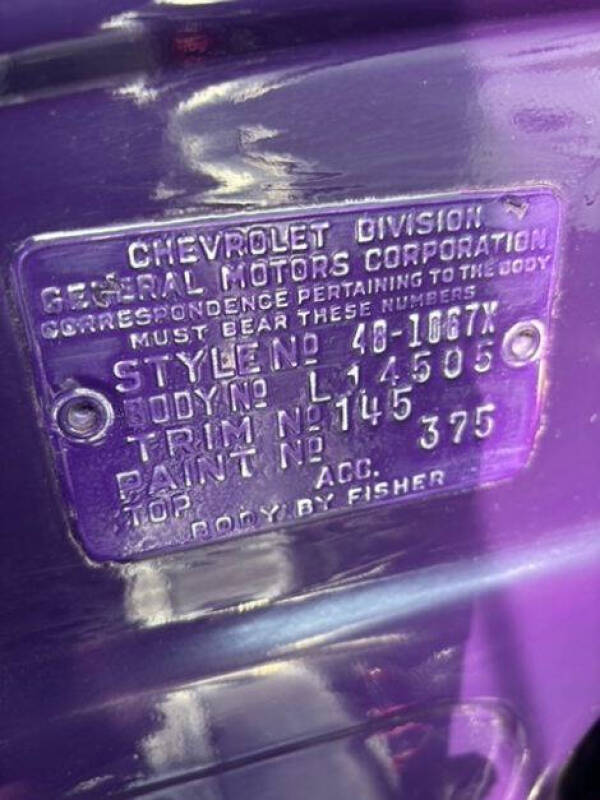 CHEVROLET DIVISION
GENERAL MOTORS CORPORATION
CORRESPONDENCE PERTAINING TO THE BODY
MUST BEAR THESE NUMBERS
STYLE NO 48-1067X
BODY NO L 14505
TRIM NO 145
PAINT NO 375
TOP ACC.
BODY BY FISHER